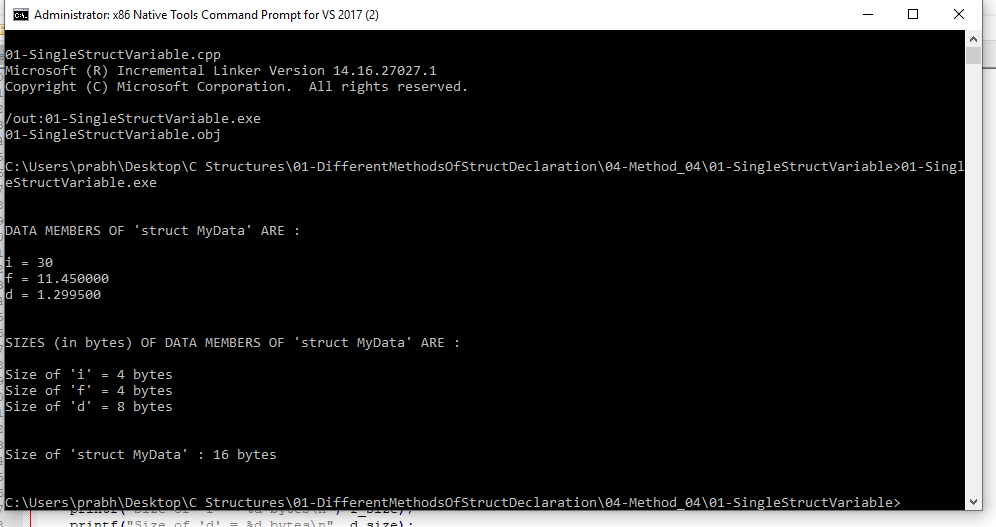 Administrator: x86 Native Tools Command Prompt for VS 2017 (2)
01-SingleStructVariable.cpp
Microsoft (R) Incremental Linker Version 14.16.27027.1
Copyright (C) Microsoft Corporation.  All rights reserved.
/out:01-SingleStructVariable.exe
01-SingleStructVariable.obj
C:\Users\prabh\Desktop\C Structures\01-DifferentMethodsOfStructDeclaration\04-Method_04\01-SingleStructVariable>01-Singl
eStructVariable.exe
DATA MEMBERS OF 'struct MyData' ARE :
i = 30
f = 11.450000
d = 1.299500
SIZES (in bytes) OF DATA MEMBERS OF 'struct MyData' ARE :
Size of 'i' = 4 bytes
Size of 'f' = 4 bytes
Size of 'd' = 8 bytes
Size of 'struct MyData' : 16 bytes
C:\Users\prabh\Desktop\C Structures\01-DifferentMethodsOfStructDeclaration\04-Method_04\01-SingleStructVariable>
printf("Size of 'd' = %d bytes\n", d_size);